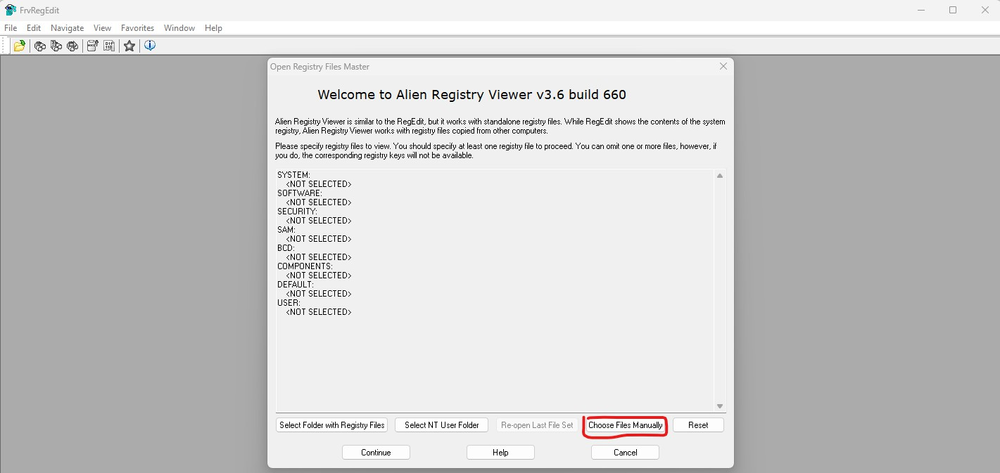 FrvRegEdit
File Edit Navigate View Favorites Window Help
Open Registry Files Master
Welcome to Alien Registry Viewer v3.6 build 660
Alien Registry Viewer is similar to the RegEdit, but it works with standalone registry files. While RegEdit shows the contents of the system
registry, Alien Registry Viewer works with registry files copied from other computers.
Please specify registry files to view. You should specify at least one registry file to proceed. You can omit one or more files, however, if
you do, the corresponding registry keys will not be available.
SYSTEM:
<NOT SELECTED>
SOFTWARE:
<NOT SELECTED>
SECURITY:
<NOT SELECTED>
SAM:
<NOT SELECTED>
BCD:
<NOT SELECTED>
COMPONENTS:
<NOT SELECTED>
DEFAULT:
<NOT SELECTED>
USER:
<NOT SELECTED>
Select Folder with Registry Files Select NT User Folder Re-open Last File Set Choose Files Manually Reset
Continue Help Cancel